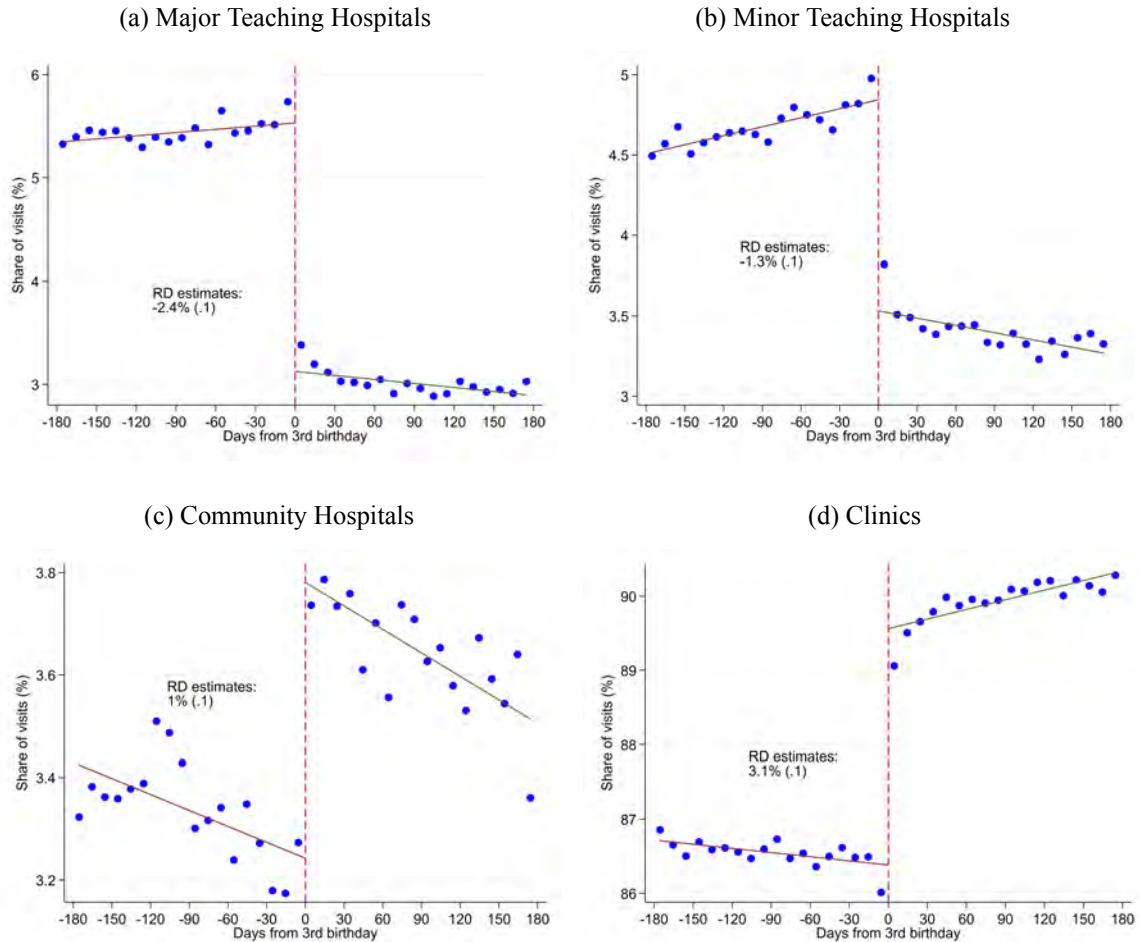 (a) Major Teaching Hospitals
6
5
4
3
Share of visits (%)
RD estimates:
-2.4% (.1)
-180 -150 -120 -90 -60 -30 0 30 60 90 120 150 180
Days from 3rd birthday
(b) Minor Teaching Hospitals
5
4.5
4
3.5
3
Share of visits (%)
RD estimates:
-1.3% (.1)
-180 -150 -120 -90 -60 -30 0 30 60 90 120 150 180
Days from 3rd birthday
(c) Community Hospitals
3.8
3.6
3.4
3.2
Share of visits (%)
RD estimates:
1% (.1)
-180 -150 -120 -90 -60 -30 0 30 60 90 120 150 180
Days from 3rd birthday
(d) Clinics
90
89
88
87
86
Share of visits (%)
RD estimates:
3.1% (.1)
-180 -150 -120 -90 -60 -30 0 30 60 90 120 150 180
Days from 3rd birthday